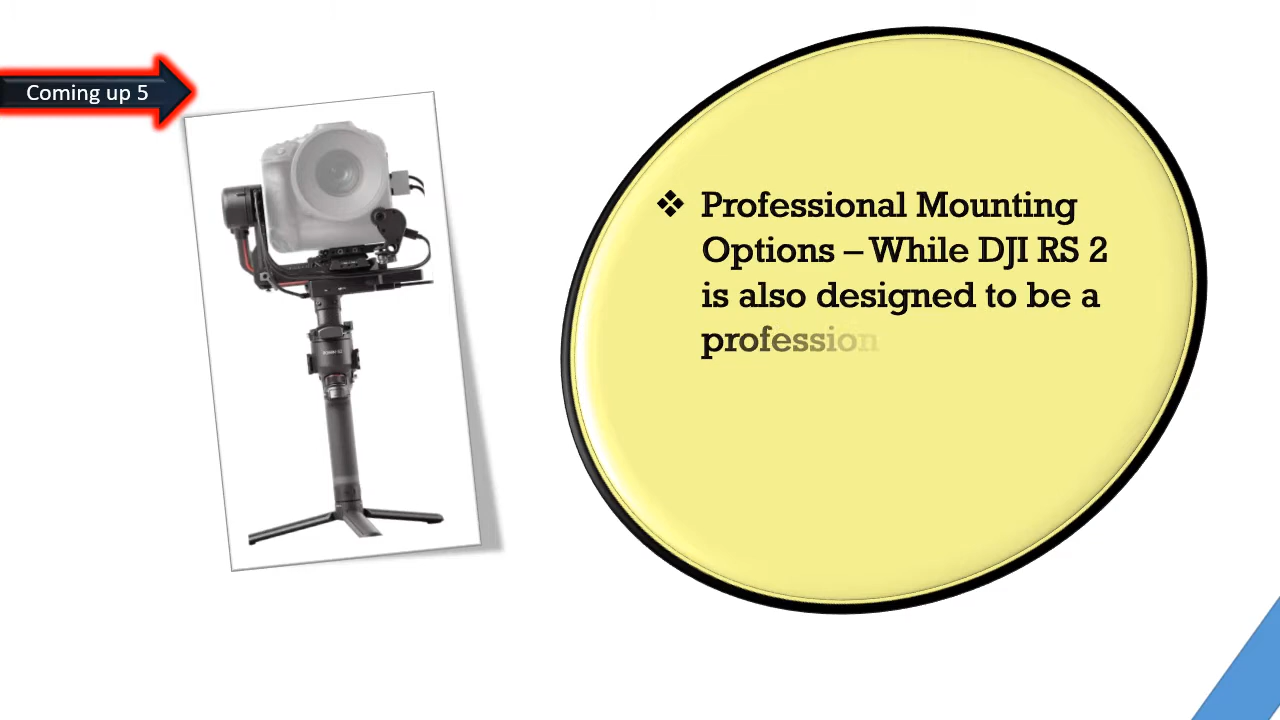 Coming up 5
❖ Professional Mounting
Options – While DJI RS 2
is also designed to be a
profession